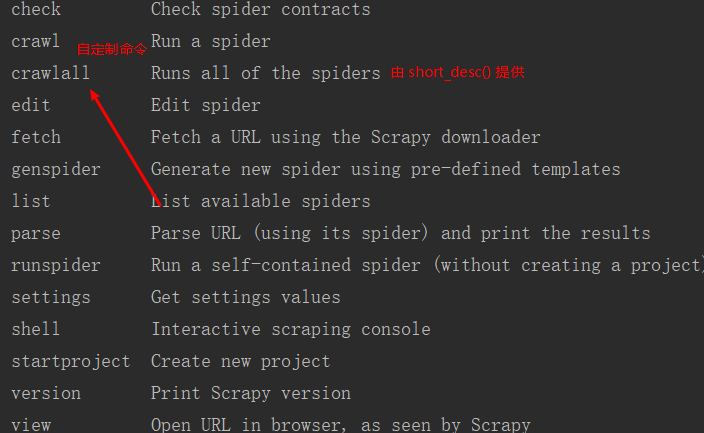 check Check spider contracts
crawl 自定制命令 Run a spider
crawlall Runs all of the spiders 由 short_desc() 提供
edit Edit spider
fetch Fetch a URL using the Scrapy downloader
genspider Generate new spider using pre-defined templates
list List available spiders
parse Parse URL (using its spider) and print the results
runspider Run a self-contained spider (without creating a project)
settings Get settings values
shell Interactive scraping console
startproject Create new project
version Print Scrapy version
view Open URL in browser, as seen by Scrapy